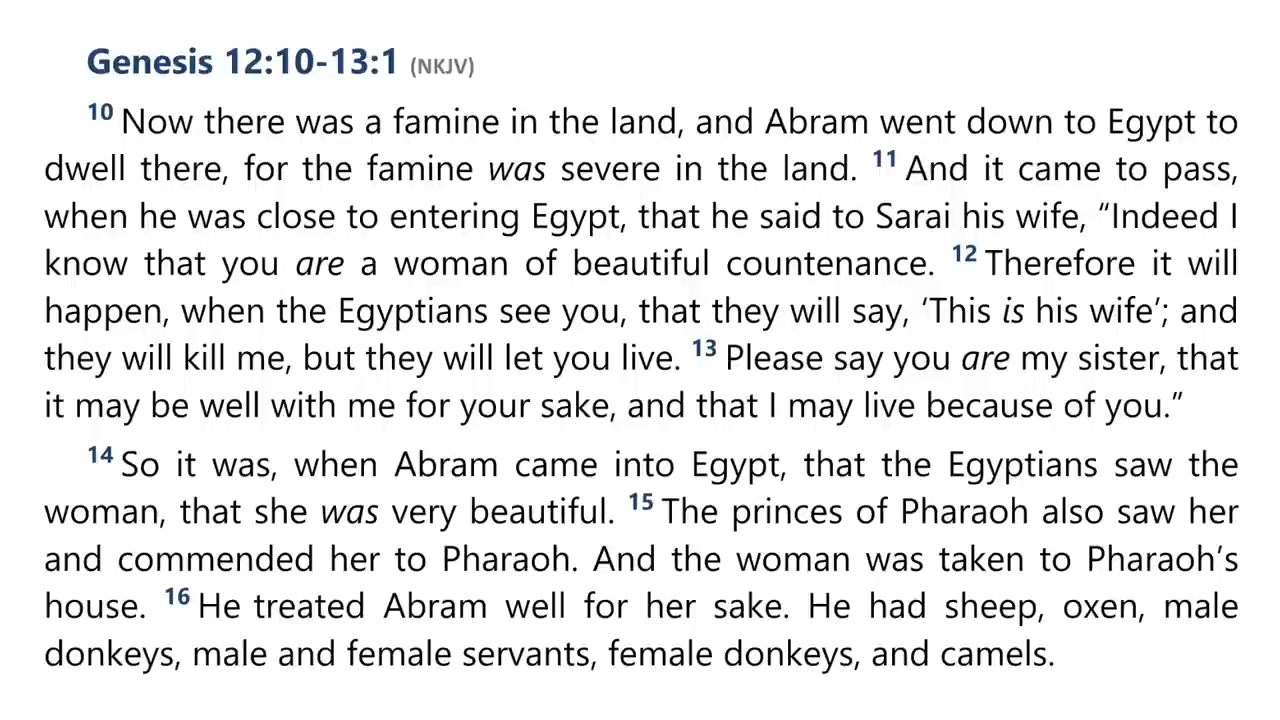 Genesis 12:10-13:1 (NKJV)
10 Now there was a famine in the land, and Abram went down to Egypt to
dwell there, for the famine was severe in the land. 11 And it came to pass,
when he was close to entering Egypt, that he said to Sarai his wife, “Indeed I
know that you are a woman of beautiful countenance. 12 Therefore it will
happen, when the Egyptians see you, that they will say, ‘This is his wife’; and
they will kill me, but they will let you live. 13 Please say you are my sister, that
it may be well with me for your sake, and that I may live because of you.”
14 So it was, when Abram came into Egypt, that the Egyptians saw the
woman, that she was very beautiful. 15 The princes of Pharaoh also saw her
and commended her to Pharaoh. And the woman was taken to Pharaoh’s
house. 16 He treated Abram well for her sake. He had sheep, oxen, male
donkeys, male and female servants, female donkeys, and camels.